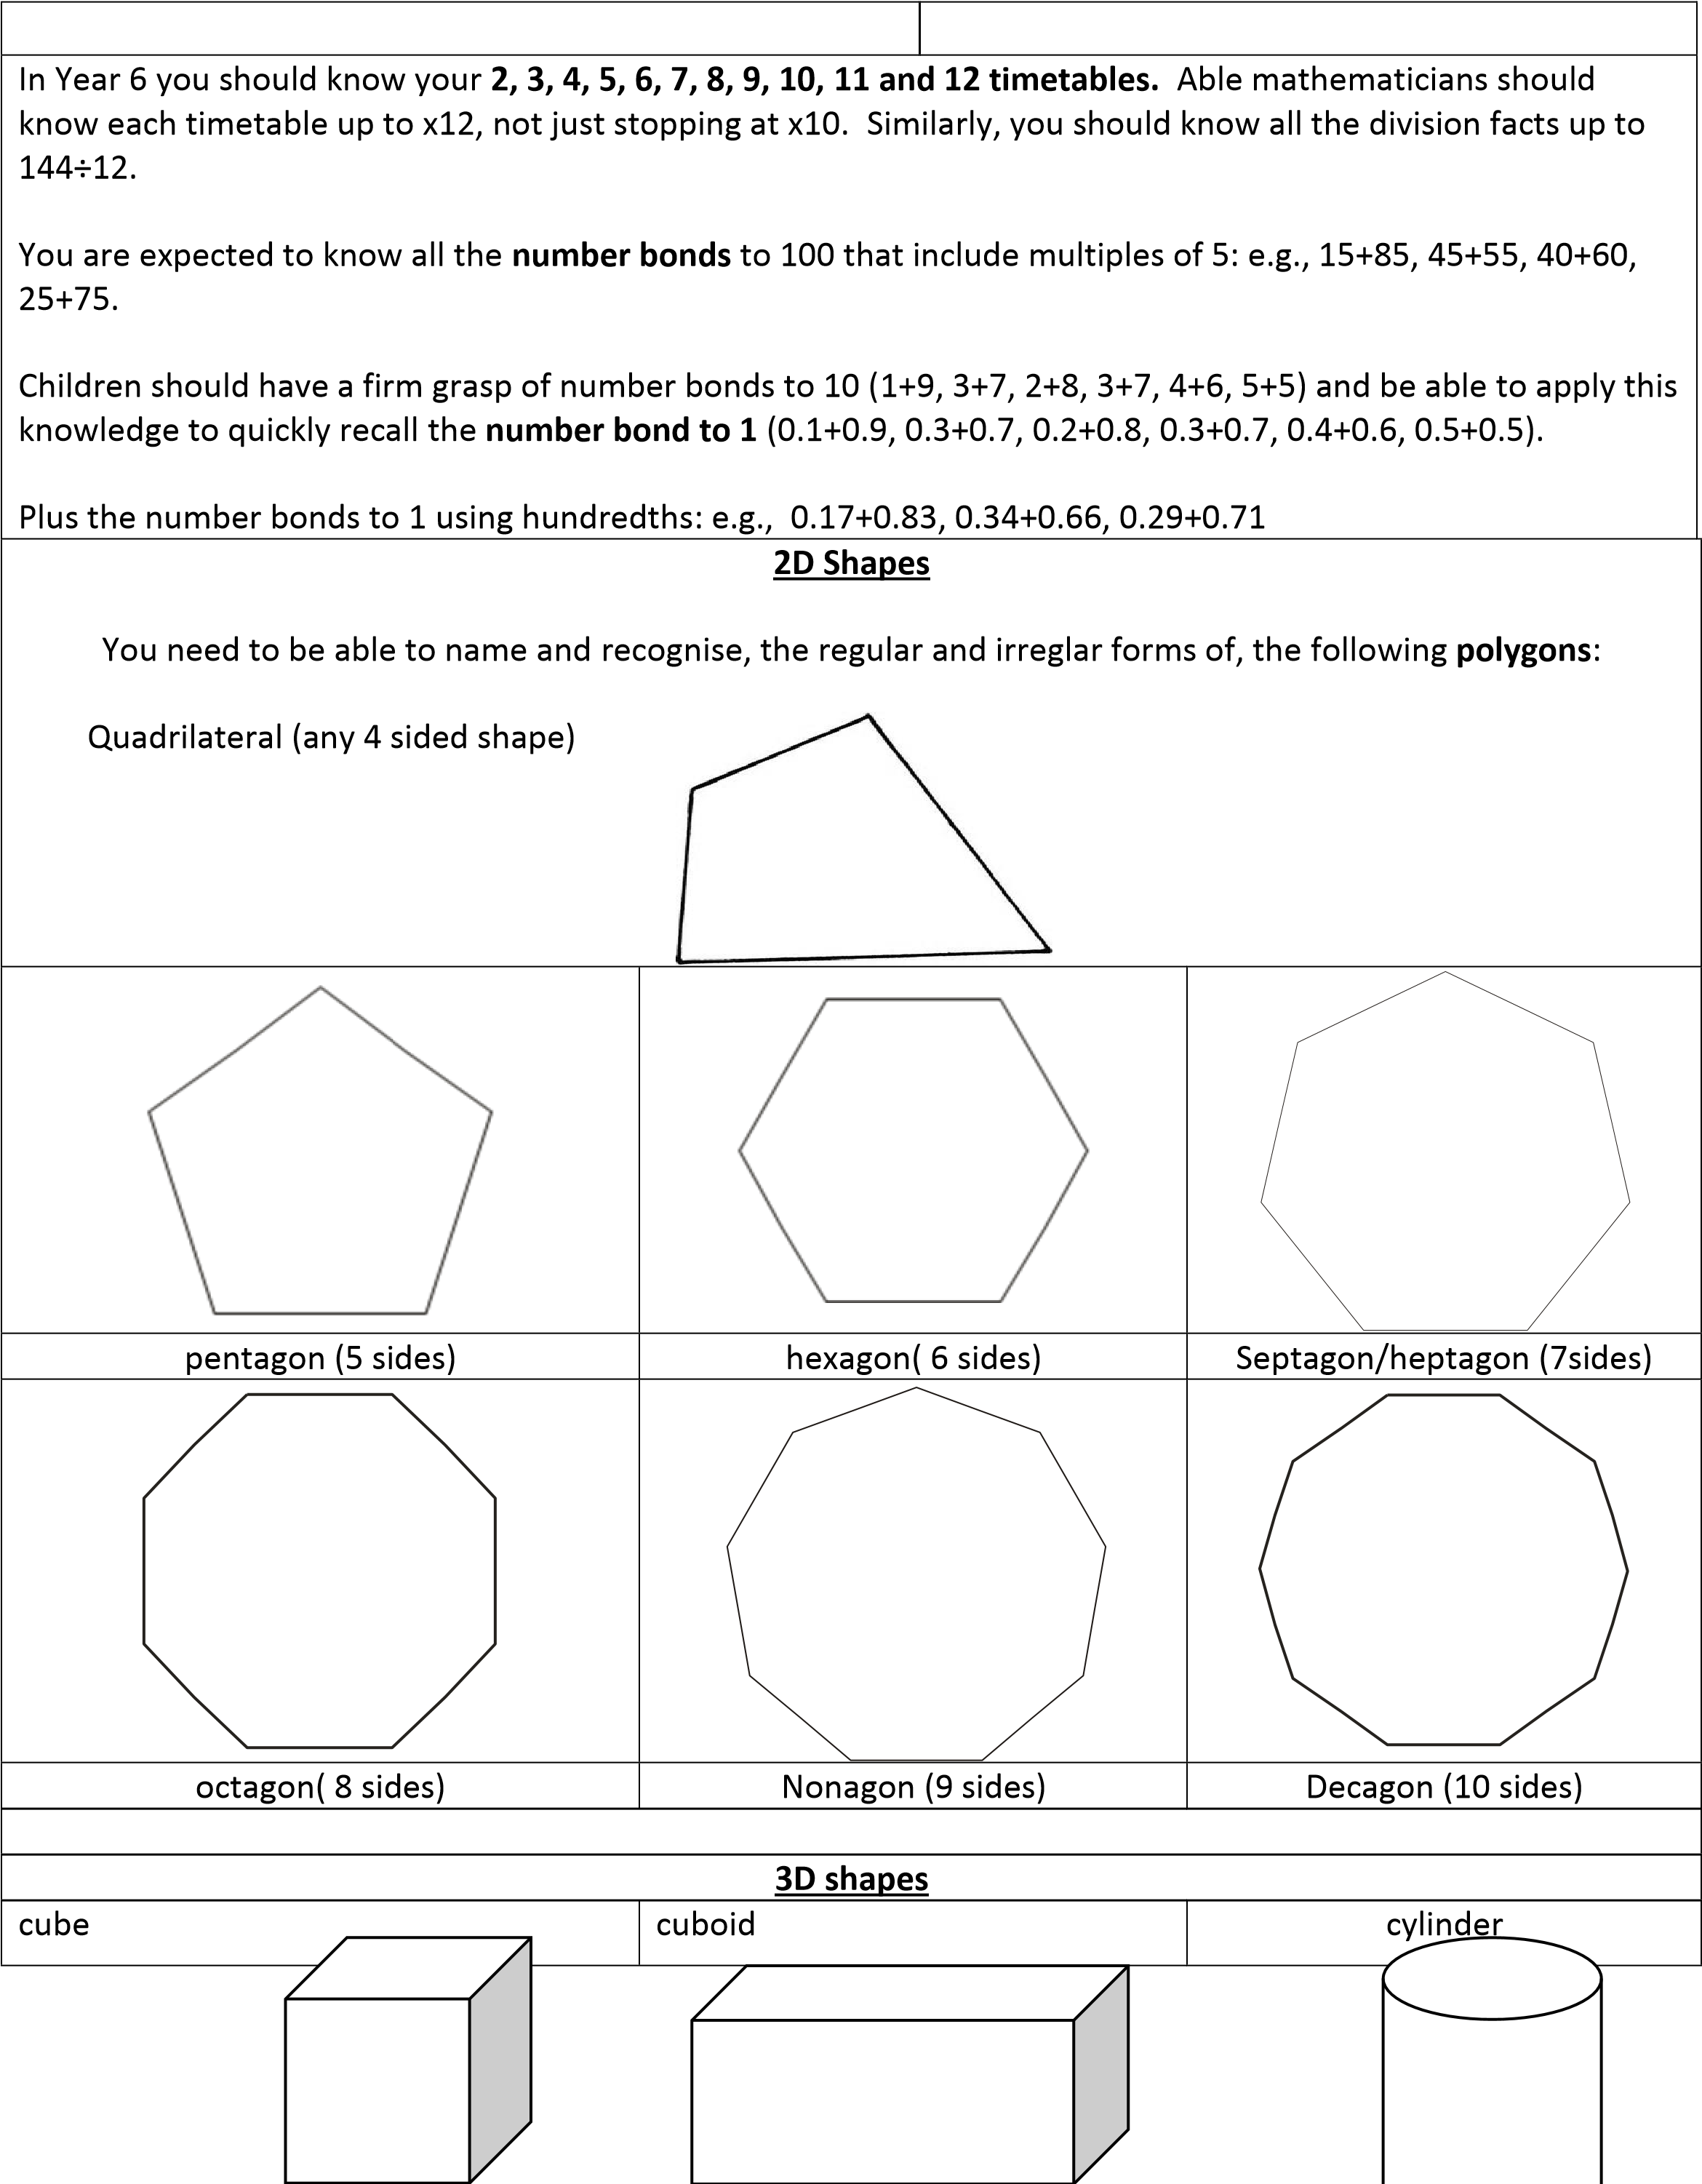 In Year 6 you should know your 2, 3, 4, 5, 6, 7, 8, 9, 10, 11 and 12 timetables.  Able mathematicians should
know each timetable up to x12, not just stopping at x10.  Similarly, you should know all the division facts up to
144÷12.
You are expected to know all the number bonds to 100 that include multiples of 5: e.g., 15+85, 45+55, 40+60,
25+75.
Children should have a firm grasp of number bonds to 10 (1+9, 3+7, 2+8, 3+7, 4+6, 5+5) and be able to apply this
knowledge to quickly recall the number bond to 1 (0.1+0.9, 0.3+0.7, 0.2+0.8, 0.3+0.7, 0.4+0.6, 0.5+0.5).
Plus the number bonds to 1 using hundredths: e.g.,  0.17+0.83, 0.34+0.66, 0.29+0.71
2D Shapes
You need to be able to name and recognise, the regular and irreglar forms of, the following polygons:
Quadrilateral (any 4 sided shape)
pentagon (5 sides)
hexagon( 6 sides)
Septagon/heptagon (7sides)
octagon( 8 sides)
Nonagon (9 sides)
Decagon (10 sides)
3D shapes
cube
cuboid
cylinder